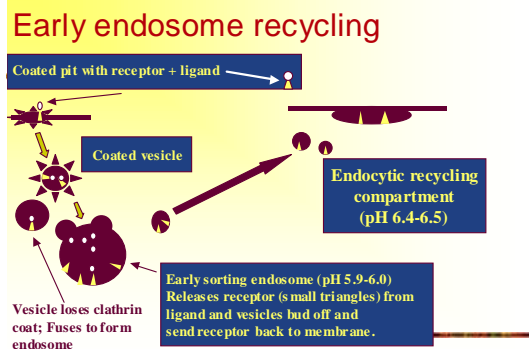 Early endosome recycling
Coated pit with receptor + ligand
Coated vesicle
Endocytic recycling
compartment
(pH 6.4-6.5)
Early sorting endosome (pH 5.9-6.0)
Releases receptor (small triangles) from
ligand and vesicles bud off and
send receptor back to membrane.
Vesicle loses clathrin
coat; Fuses to form
endosome